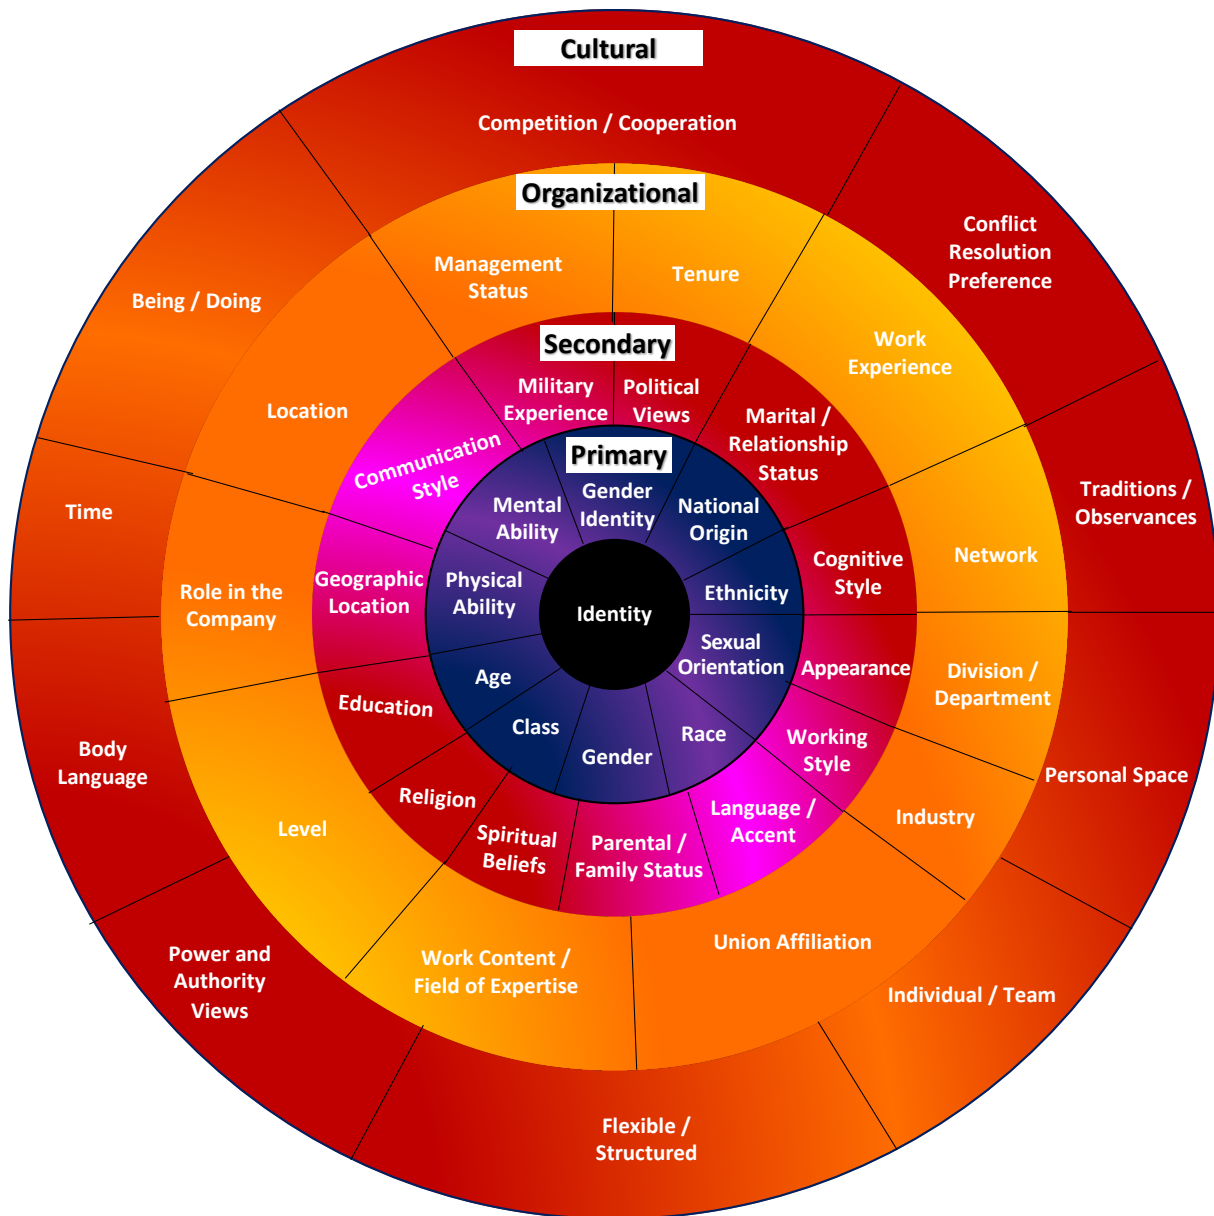 Cultural
Competition / Cooperation
Conflict
Resolution
Preference
Traditions /
Observances
Personal Space
Individual / Team
Flexible /
Structured
Power and
Authority
Views
Body
Language
Time
Being / Doing
Organizational
Management
Status
Tenure
Work
Experience
Network
Division /
Department
Industry
Union Affiliation
Work Content /
Field of Expertise
Level
Role in the
Company
Location
Secondary
Military
Experience
Political
Views
Marital /
Relationship
Status
Cognitive
Style
Appearance
Working
Style
Language /
Accent
Parental /
Family Status
Spiritual
Beliefs
Religion
Education
Geographic
Location
Communication
Style
Primary
Gender
Identity
National
Origin
Ethnicity
Sexual
Orientation
Race
Gender
Class
Age
Physical
Ability
Mental
Ability
Identity